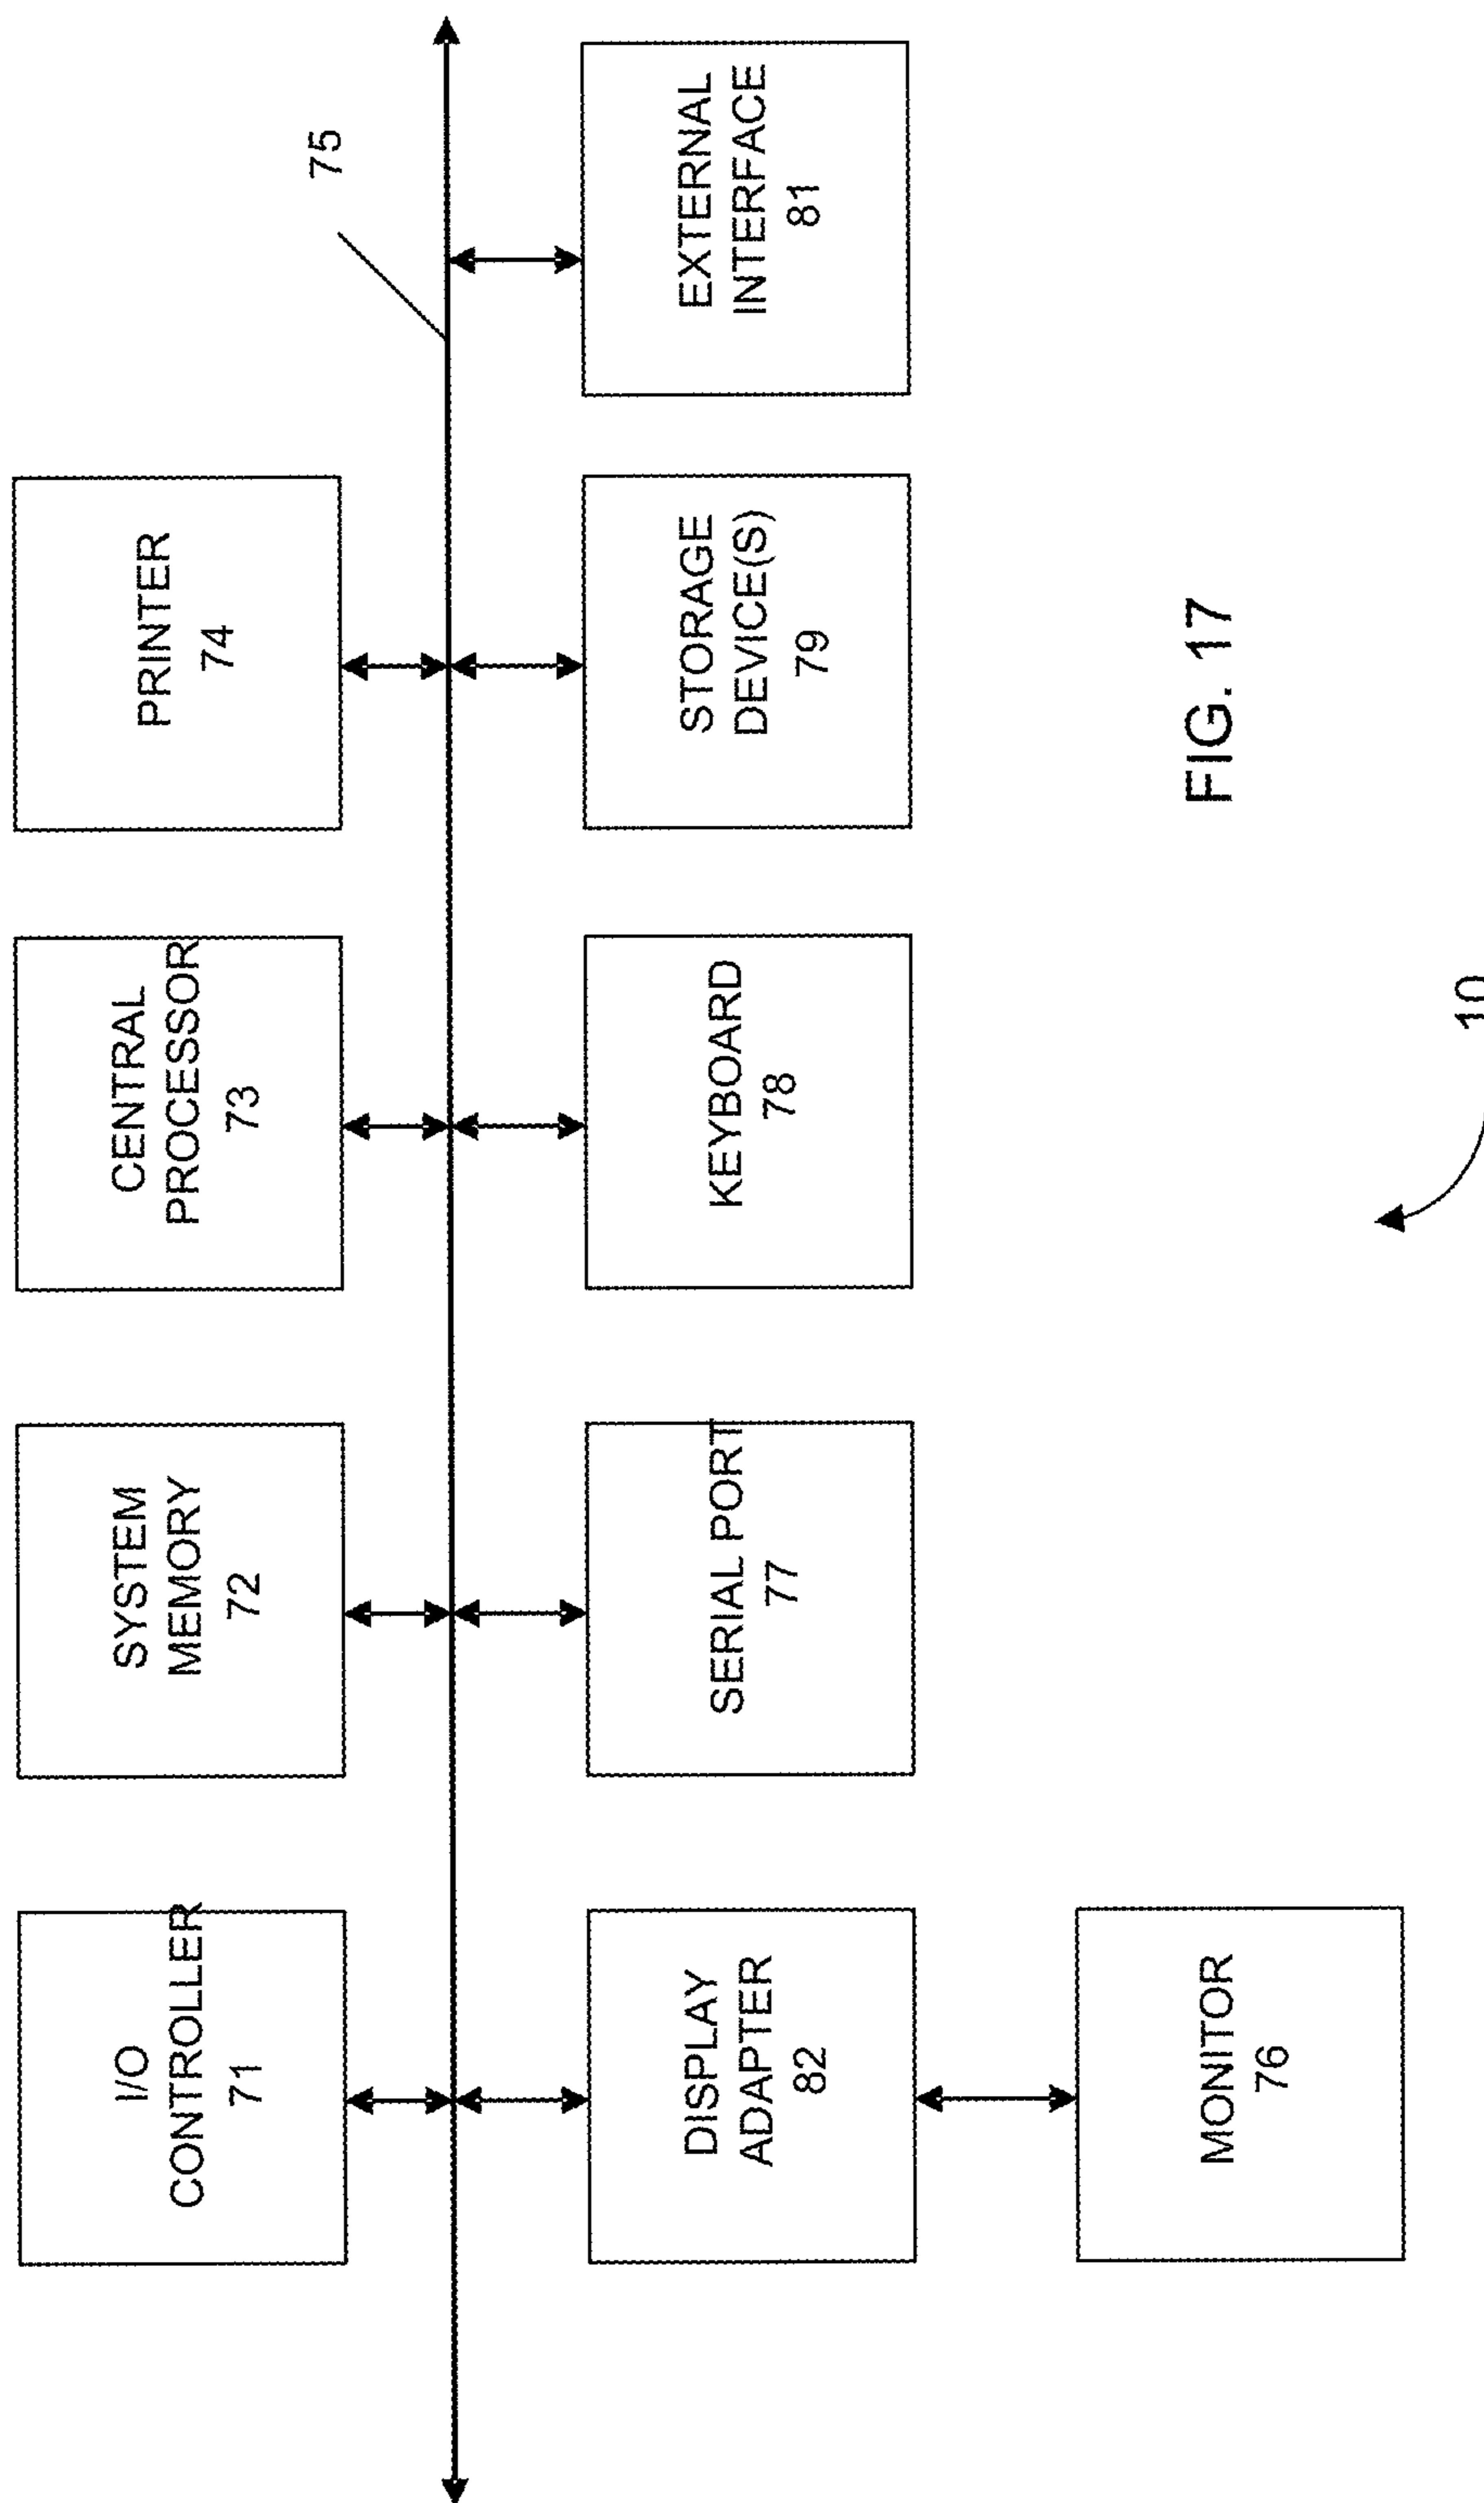 I/O
CONTROLLER
71
SYSTEM
MEMORY
72
CENTRAL
PROCESSOR
73
PRINTER
74
75
DISPLAY
ADAPTER
82
SERIAL PORT
77
KEYBOARD
78
STORAGE
DEVICE(S)
79
EXTERNAL
INTERFACE
81
MONITOR
76
FIG. 17
10